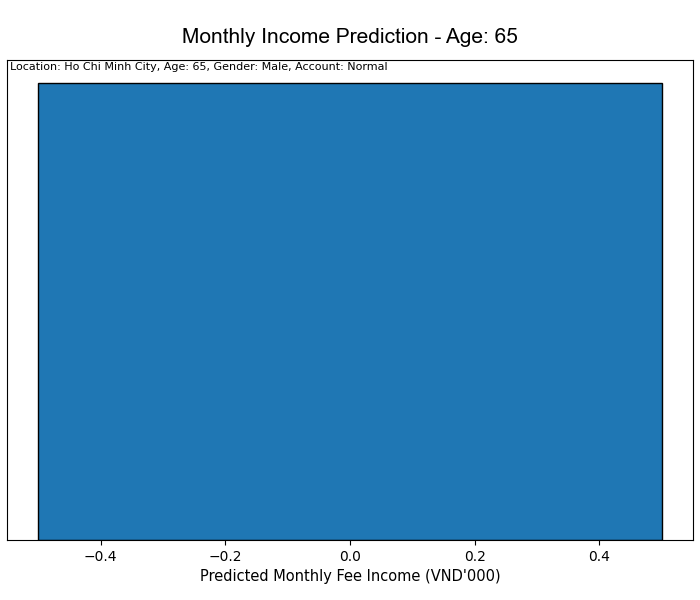 Monthly Income Prediction - Age: 65
Location: Ho Chi Minh City, Age: 65, Gender: Male, Account: Normal
−0.4 −0.2 0.0 0.2 0.4
Predicted Monthly Fee Income (VND'000)